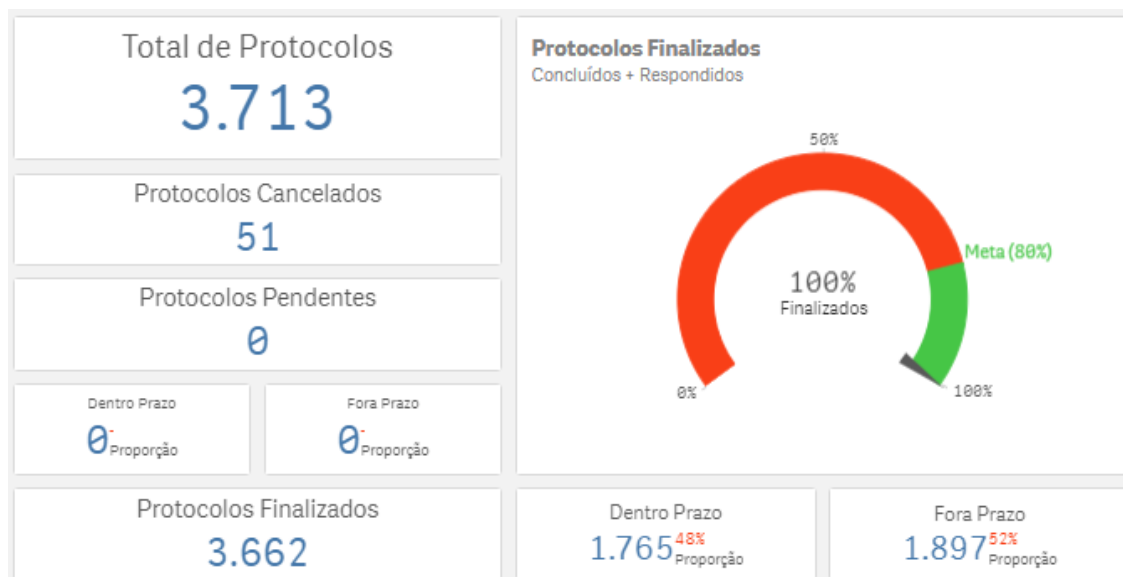 Total de Protocolos
3.713
Protocolos Cancelados
51
Protocolos Pendentes
0
Dentro Prazo
0 - Proporção
Fora Prazo
0 - Proporção
Protocolos Finalizados
3.662
Protocolos Finalizados
Concluídos + Respondidos
50%
Meta (80%)
100%
Finalizados
0%
100%
Dentro Prazo
1.765 48% Proporção
Fora Prazo
1.897 52% Proporção